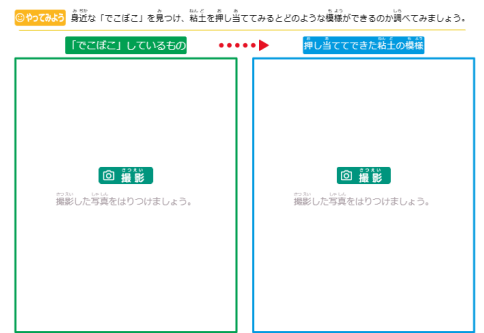 やってみよう 身近な「でこぼこ」を見つけ、粘土を押し当ててみるとどのような模様ができるのか調べてみましょう。
「でこぼこ」しているもの
押し当ててできた粘土の模様
撮影
撮影した写真をはりつけましょう。
撮影
撮影した写真をはりつけましょう。